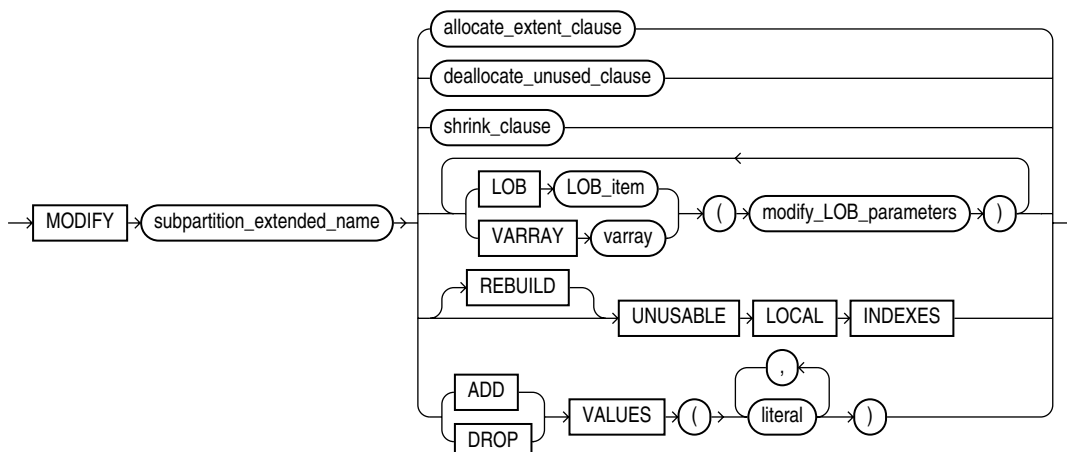 allocate_extent_clause
deallocate_unused_clause
shrink_clause
LOB LOB_item
MODIFY subpartition_extended_name ( modify_LOB_parameters )
VARRAY varray
REBUILD
UNUSABLE LOCAL INDEXES
,
ADD
VALUES ( literal )
DROP